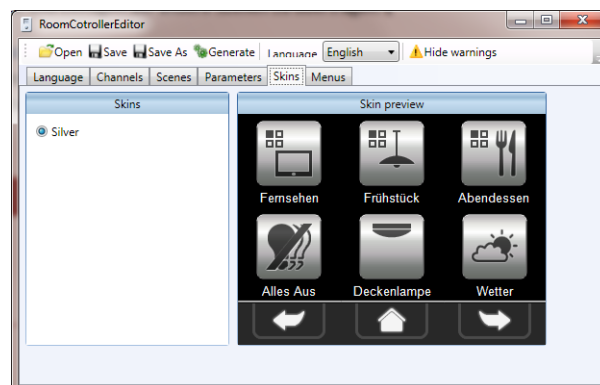 RoomCotrollerEditor
Open Save Save As Generate Language English Hide warnings
Language Channels Scenes Parameters Skins Menus
Skins
Silver
Skin preview
Fernsehen Frühstück Abendessen
Alles Aus Deckenlampe Wetter